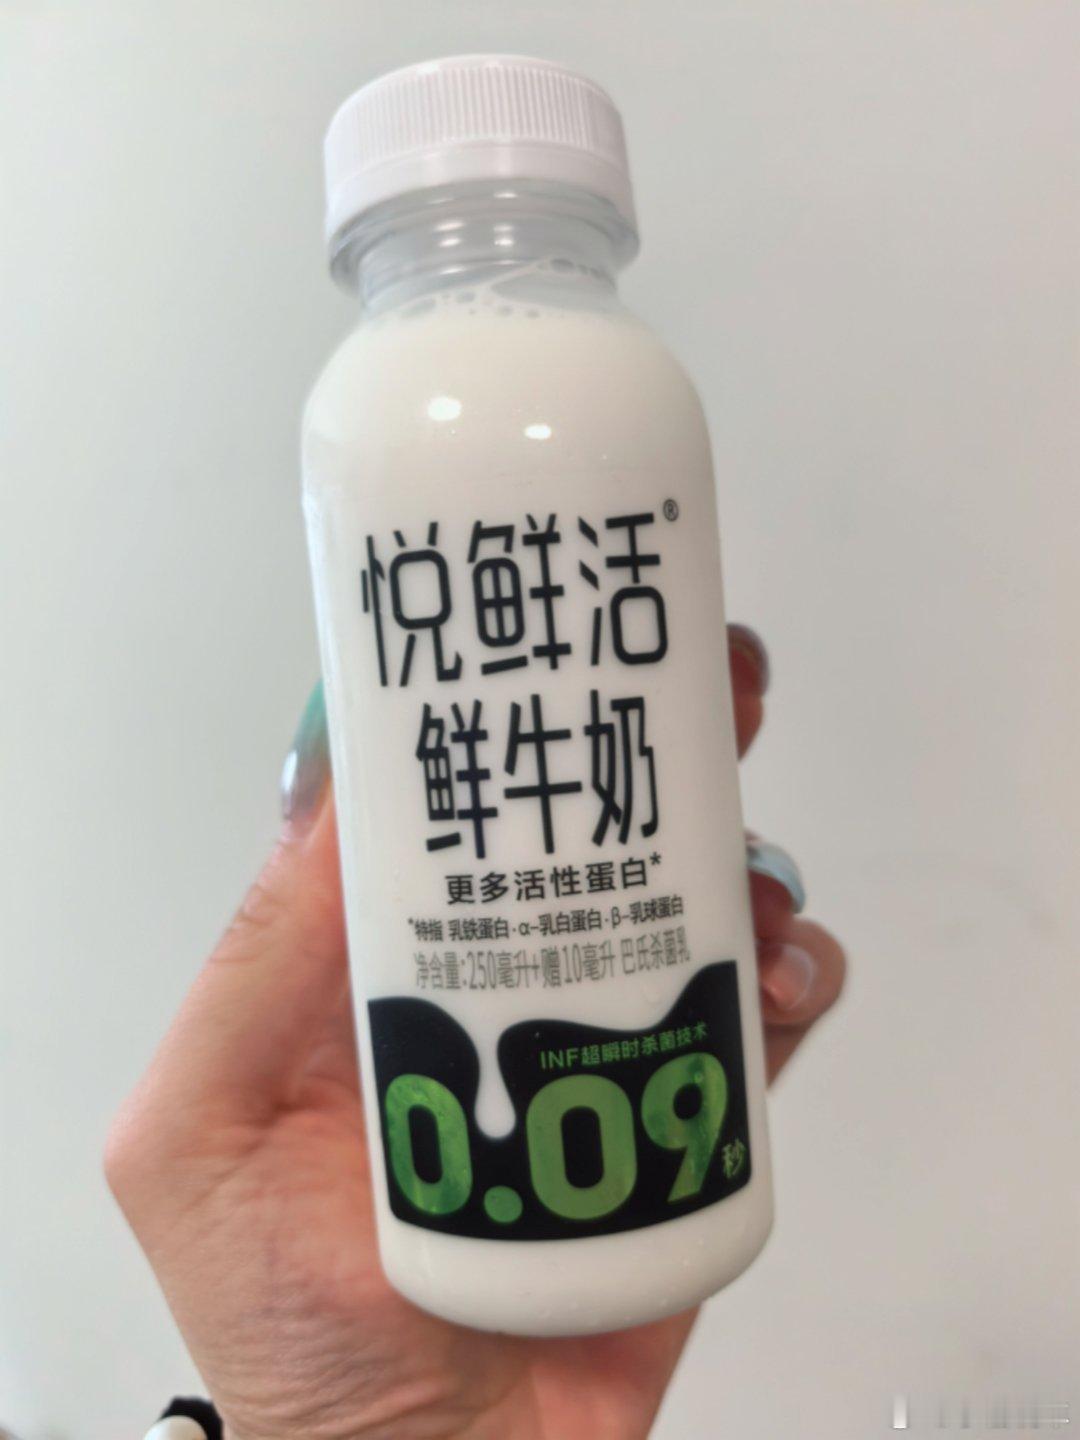 悦鲜活®
鲜牛奶
更多活性蛋白*
*特指 乳铁蛋白·α-乳白蛋白·β-乳球蛋白
净含量:250毫升+赠10毫升 巴氏杀菌乳
INF超瞬时杀菌技术
0.09秒